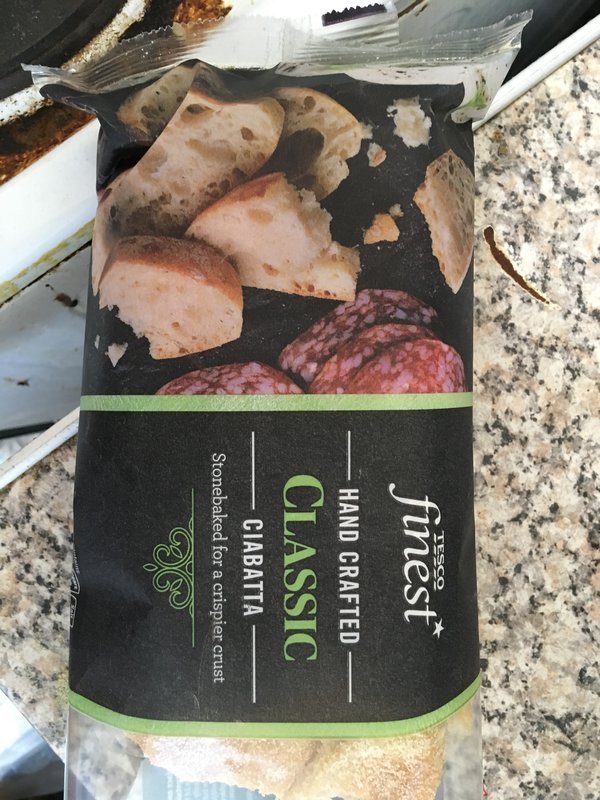 TESCO
finest*
HAND CRAFTED
CLASSIC
CIABATTA
Stonebaked for a crispier crust